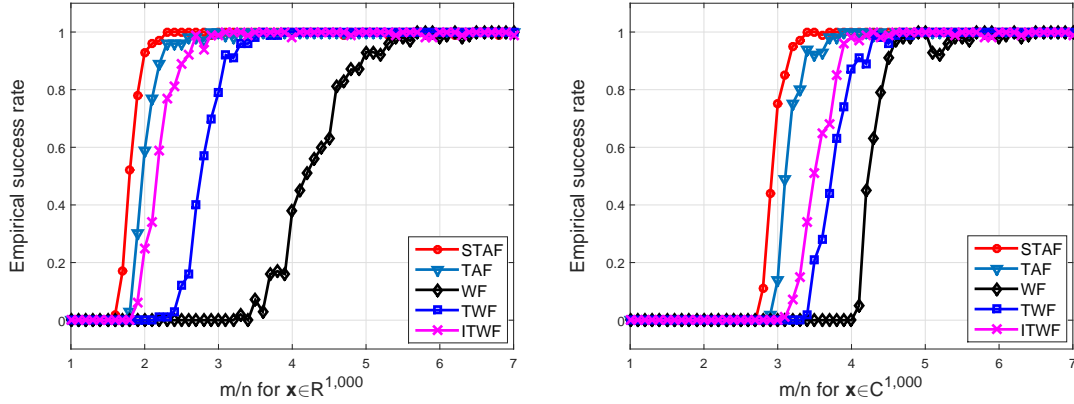 Empirical success rate
1
0.8
0.6
0.4
0.2
0
STAF
TAF
WF
TWF
ITWF
1 2 3 4 5 6 7
m/n for x∈R^1,000
Empirical success rate
1
0.8
0.6
0.4
0.2
0
STAF
TAF
WF
TWF
ITWF
1 2 3 4 5 6 7
m/n for x∈C^1,000